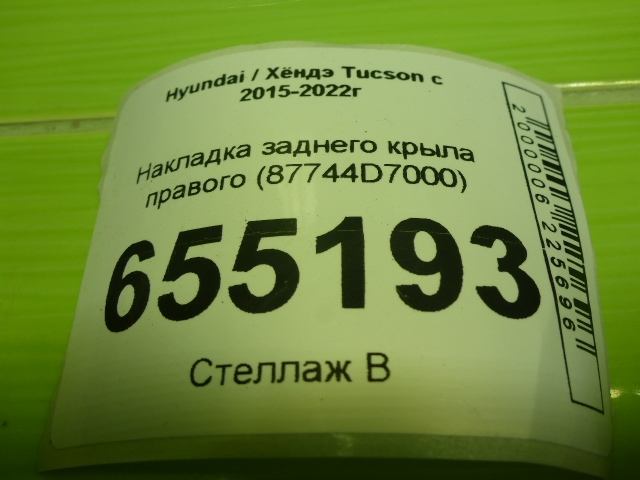 Hyundai / Хёндэ Tucson с
2015-2022г
Накладка заднего крыла
правого (87744D7000)
655193
Стеллаж В
2000006225696